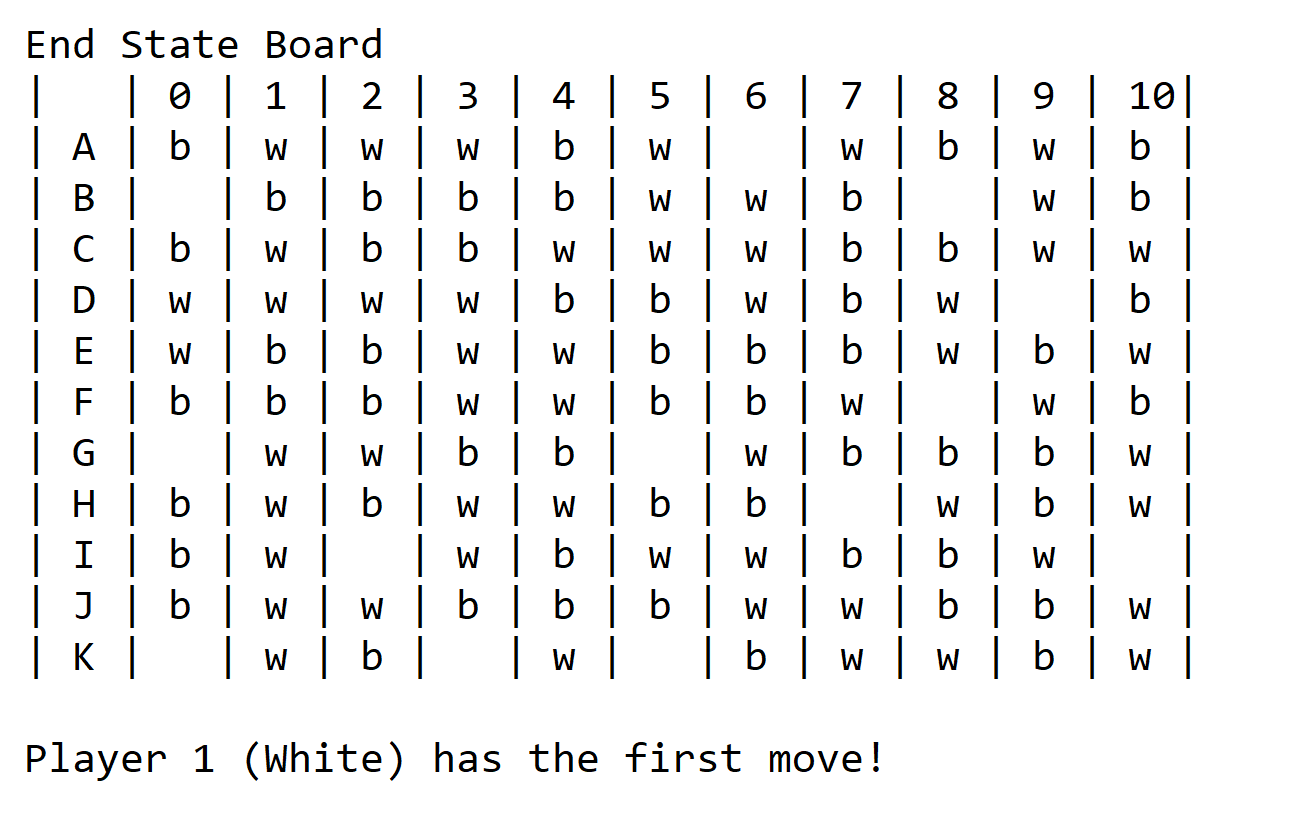 End State Board
|   | 0 | 1 | 2 | 3 | 4 | 5 | 6 | 7 | 8 | 9 | 10|
| A | b | w | w | w | b | w |   | w | b | w | b |
| B |   | b | b | b | b | w | w | b |   | w | b |
| C | b | w | b | b | w | w | w | b | b | w | w |
| D | w | w | w | w | b | b | w | b | w |   | b |
| E | w | b | b | w | w | b | b | b | w | b | w |
| F | b | b | b | w | w | b | b | w |   | w | b |
| G |   | w | w | b | b |   | w | b | b | b | w |
| H | b | w | b | w | w | b | b |   | w | b | w |
| I | b | w |   | w | b | w | w | b | b | w |   |
| J | b | w | w | b | b | b | w | w | b | b | w |
| K |   | w | b |   | w |   | b | w | w | b | w |
Player 1 (White) has the first move!